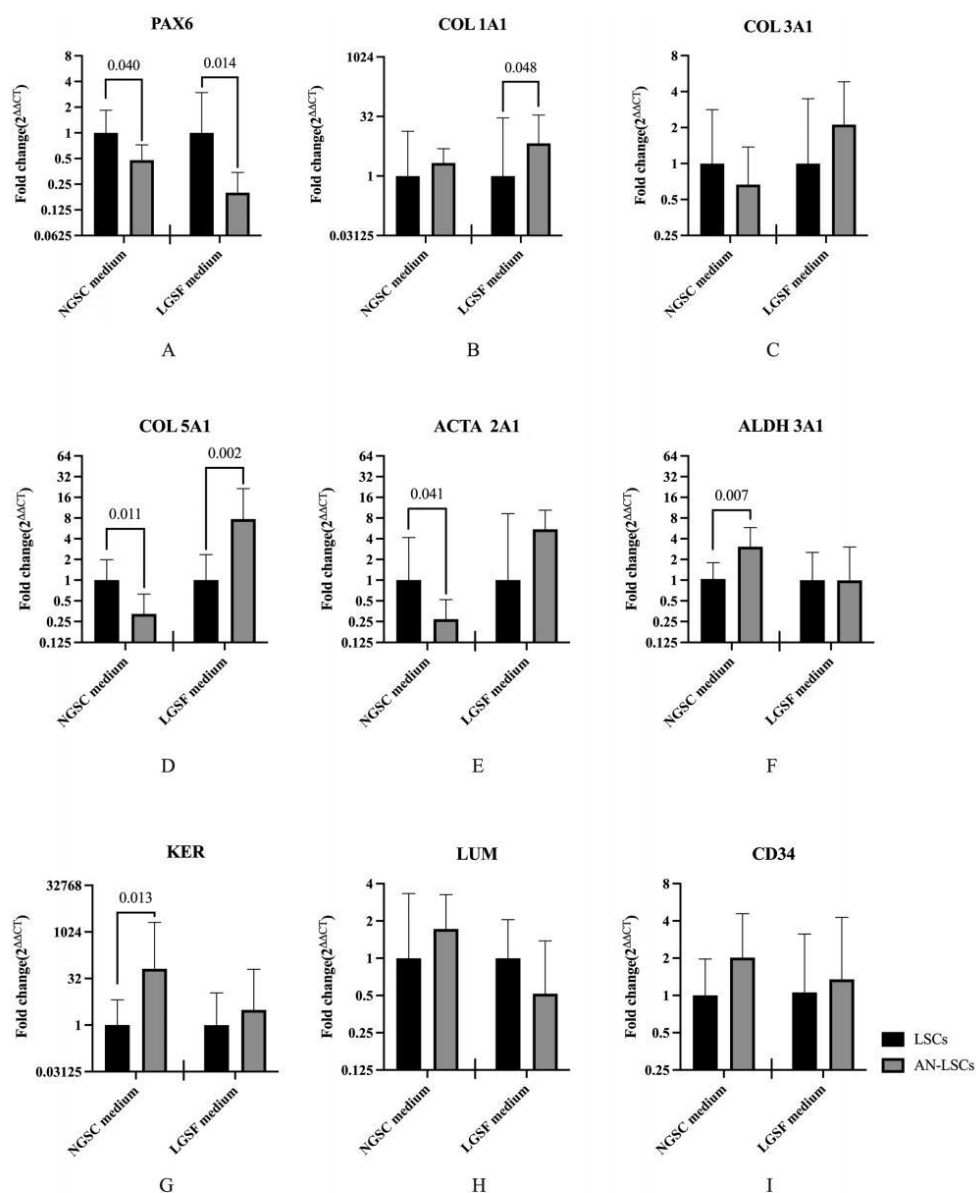 PAX6
Fold change(2^ΔΔCT)
8
4
2
1
0.5
0.25
0.125
0.0625
0.040
0.014
NGSC medium
LGSF medium
A
COL 1A1
Fold change(2^ΔΔCT)
1024
32
1
0.03125
0.048
NGSC medium
LGSF medium
B
COL 3A1
Fold change(2^ΔΔCT)
8
4
2
1
0.5
0.25
NGSC medium
LGSF medium
C
COL 5A1
Fold change(2^ΔΔCT)
64
32
16
8
4
2
1
0.5
0.25
0.125
0.011
0.002
NGSC medium
LGSF medium
D
ACTA 2A1
Fold change(2^ΔΔCT)
64
32
16
8
4
2
1
0.5
0.25
0.125
0.041
NGSC medium
LGSF medium
E
ALDH 3A1
Fold change(2^ΔΔCT)
64
32
16
8
4
2
1
0.5
0.25
0.125
0.007
NGSC medium
LGSF medium
F
KER
Fold change(2^ΔΔCT)
32768
1024
32
1
0.03125
0.013
NGSC medium
LGSF medium
G
LUM
Fold change(2^ΔΔCT)
4
2
1
0.5
0.25
0.125
NGSC medium
LGSF medium
H
CD34
Fold change(2^ΔΔCT)
8
4
2
1
0.5
0.25
NGSC medium
LGSF medium
I
LSCs
AN-LSCs